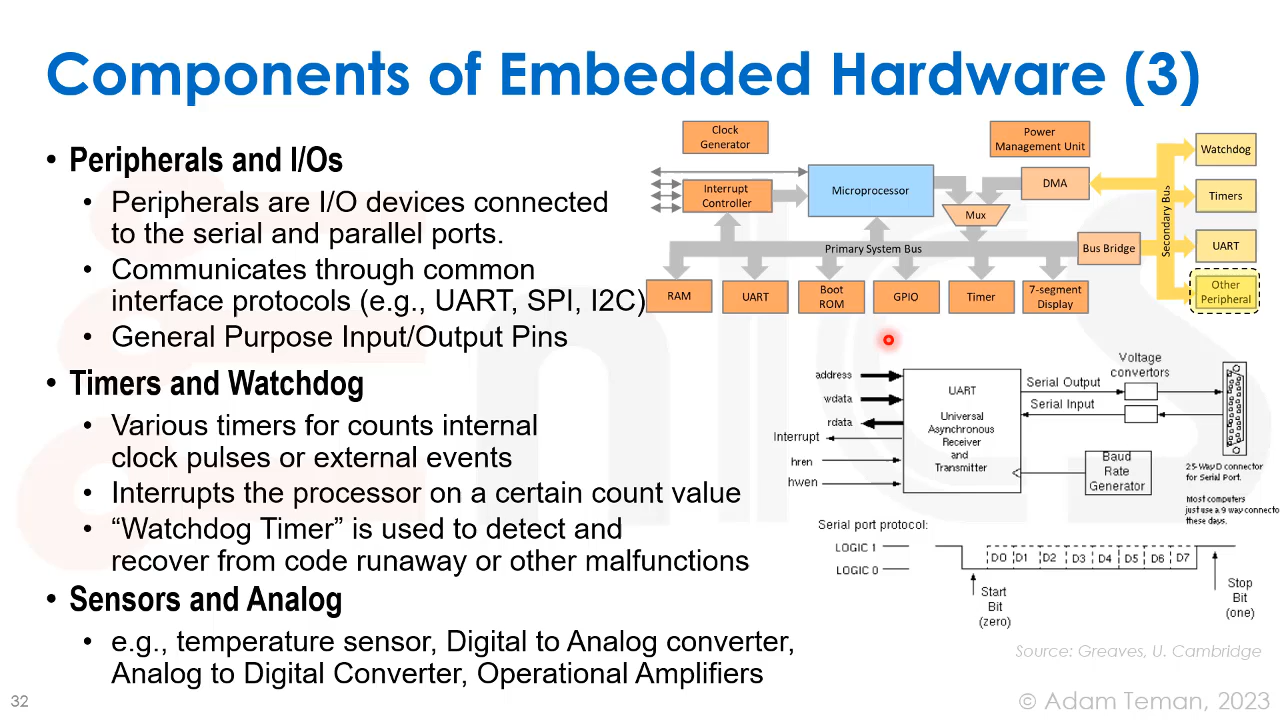 Components of Embedded Hardware (3)
• Peripherals and I/Os
• Peripherals are I/O devices connected
to the serial and parallel ports.
• Communicates through common
interface protocols (e.g., UART, SPI, I2C)
• General Purpose Input/Output Pins
• Timers and Watchdog
• Various timers for counts internal
clock pulses or external events
• Interrupts the processor on a certain count value
• “Watchdog Timer” is used to detect and
recover from code runaway or other malfunctions
• Sensors and Analog
• e.g., temperature sensor, Digital to Analog converter,
Analog to Digital Converter, Operational Amplifiers
Clock
Generator
Power
Management Unit
Watchdog
Interrupt
Controller
Microprocessor
DMA
Timers
Mux
Secondary Bus
Primary System Bus
Bus Bridge
UART
RAM
UART
Boot
ROM
GPIO
Timer
7-segment
Display
Other
Peripheral
address
wdata
rdata
Interrupt
hren
hwen
UART
Universal
Asynchronous
Receiver
and
Transmitter
Serial Output
Serial Input
Voltage
convertors
Baud
Rate
Generator
25-Way D connector
for Serial Port.
Most computers
just use a 9 way connecto
these days.
Serial port protocol:
LOGIC 1
LOGIC 0
D0 D1 D2 D3 D4 D5 D6 D7
Start
Bit
(zero)
Stop
Bit
(one)
Source: Greaves, U. Cambridge
32
© Adam Teman, 2023